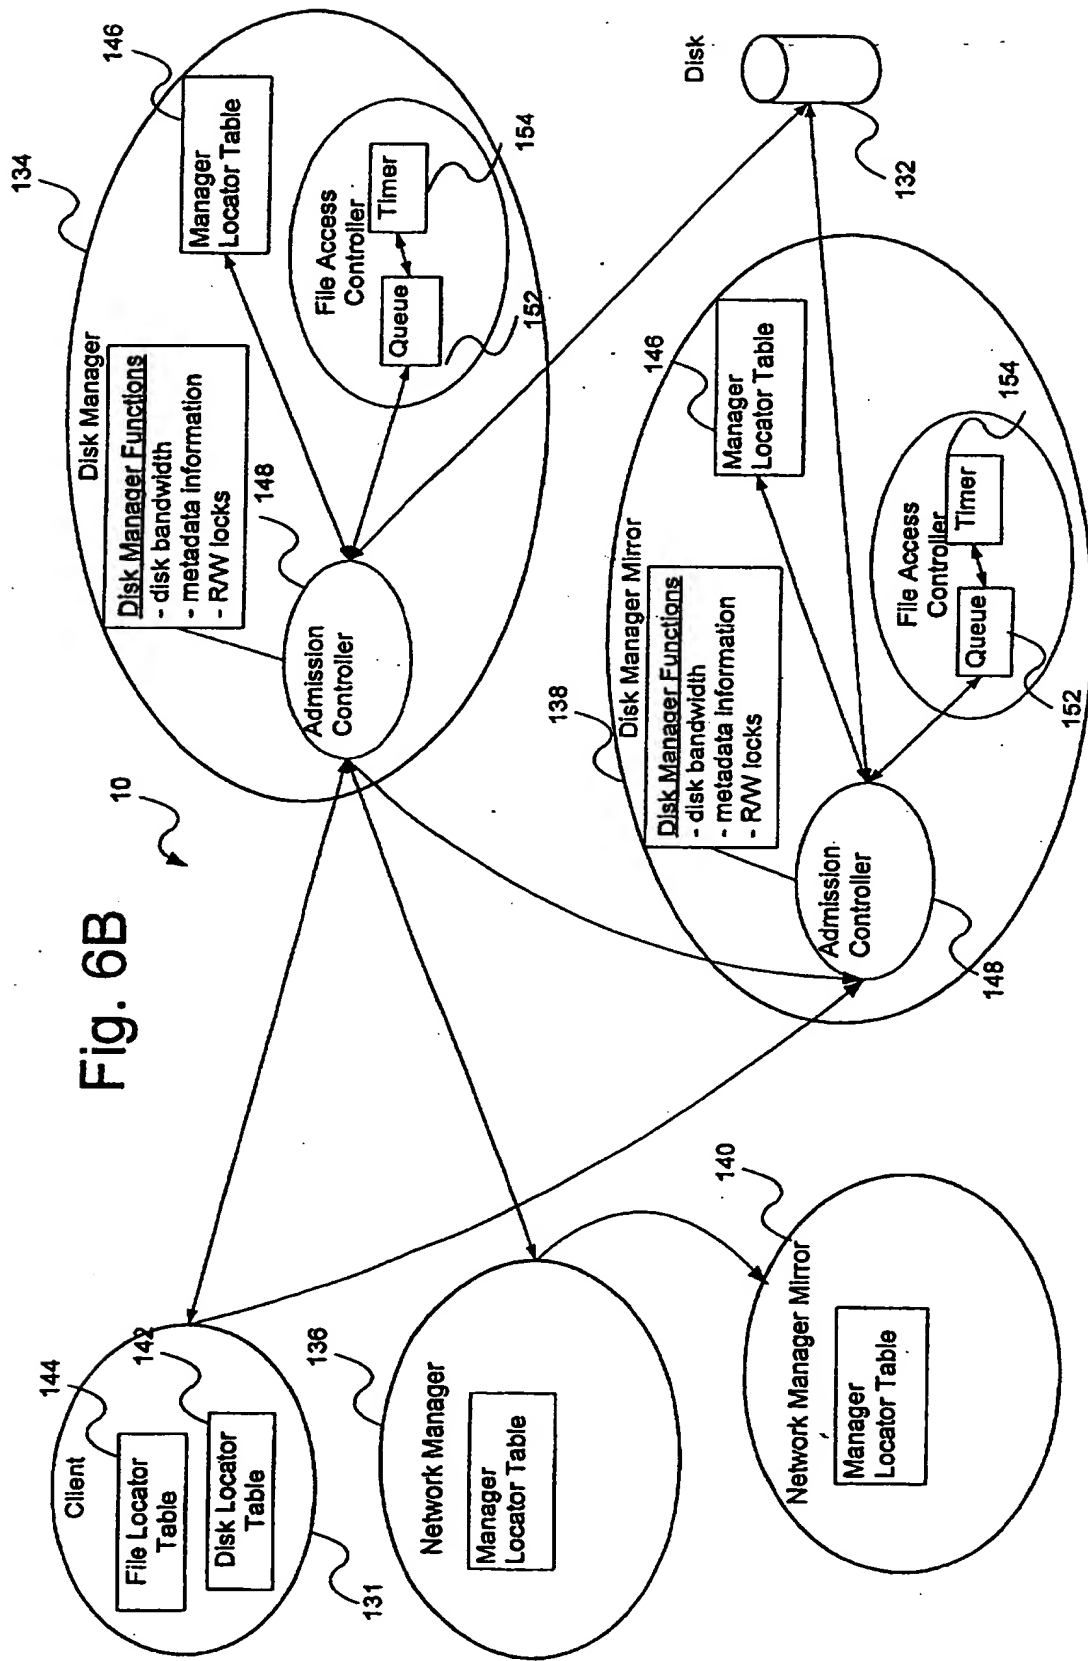 Fig. 6B
10
Client
144
File Locator
Table
142
Disk Locator
Table
131
136
Network Manager
Manager
Locator Table
140
Network Manager Mirror
Manager
Locator Table
134
Disk Manager
Disk Manager Functions
- disk bandwidth
- metadata information
- R/W locks
148
Admission
Controller
146
Manager
Locator Table
File Access
Controller
Queue
Timer
152
154
138
Disk Manager Mirror
Disk Manager Functions
- disk bandwidth
- metadata Information
- R/W locks
Admission
Controller
148
146
Manager
Locator Table
File Access
Controller
Queue
Timer
152
154
Disk
132